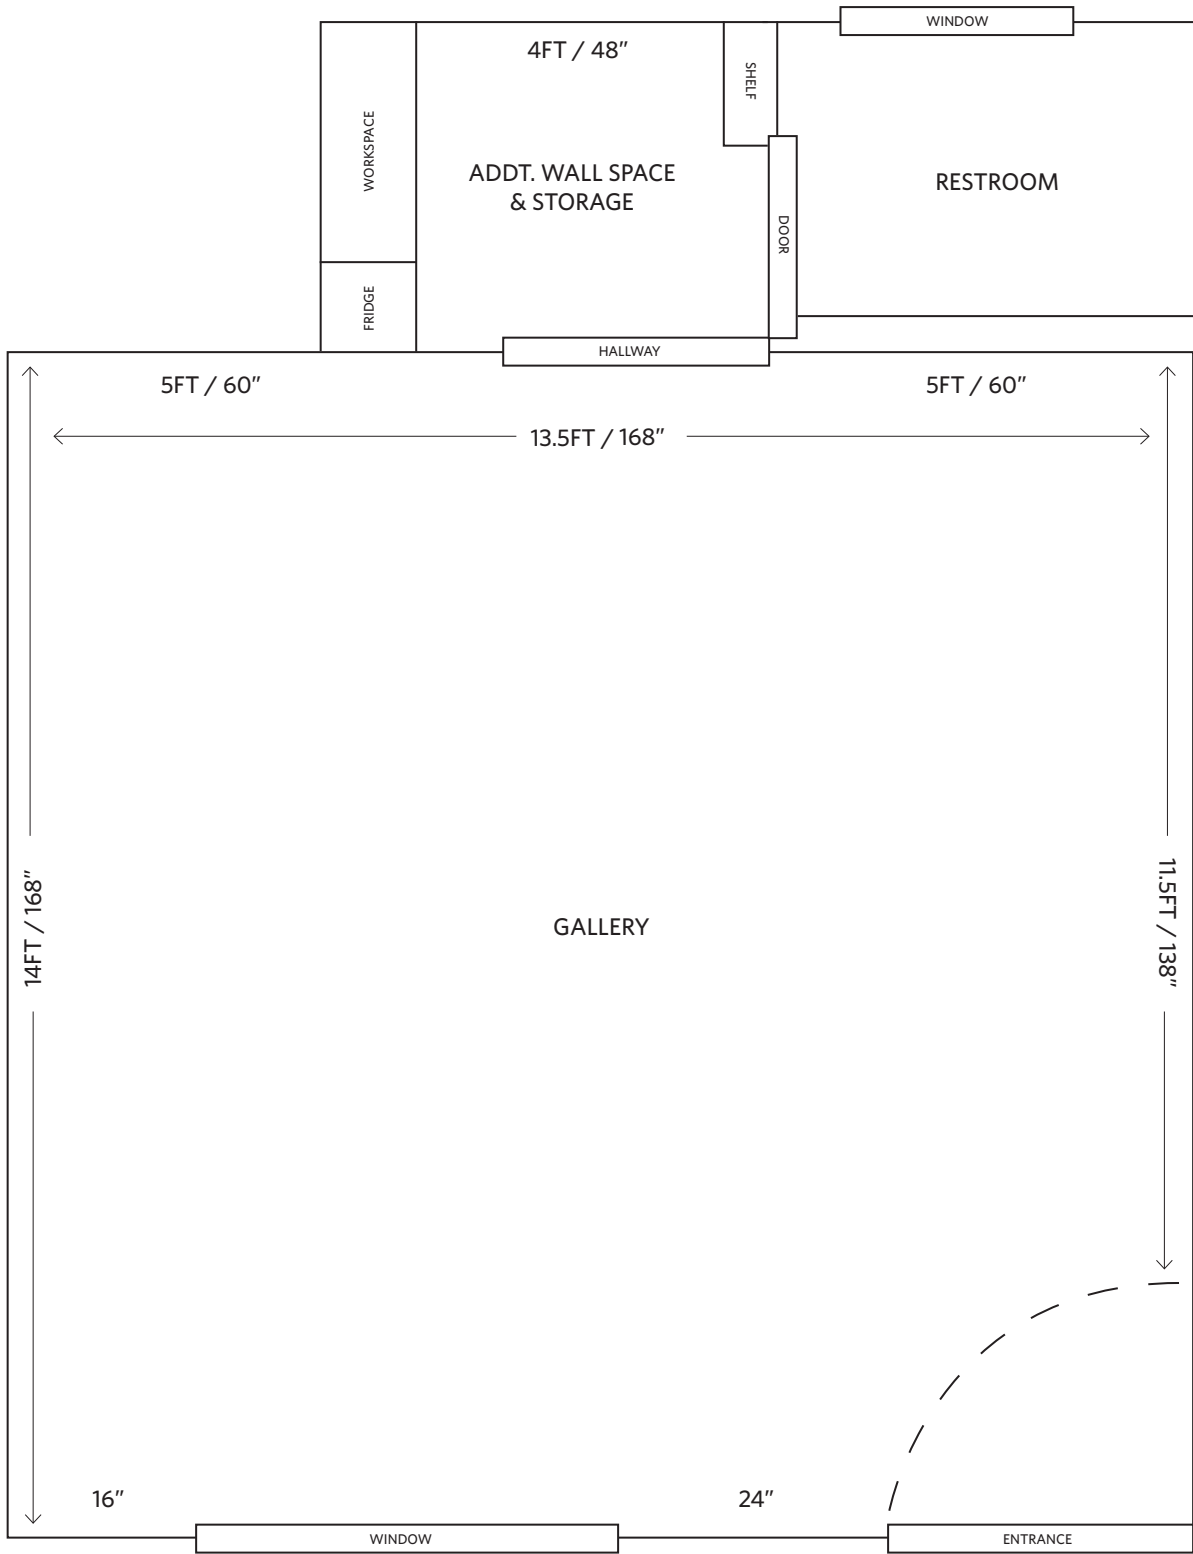 WINDOW
4FT / 48”
SHELF
WORKSPACE
ADDT. WALL SPACE
& STORAGE
RESTROOM
DOOR
FRIDGE
HALLWAY
5FT / 60”
5FT / 60”
13.5FT / 168”
14FT / 168”
11.5FT / 138”
GALLERY
16”
24”
WINDOW
ENTRANCE